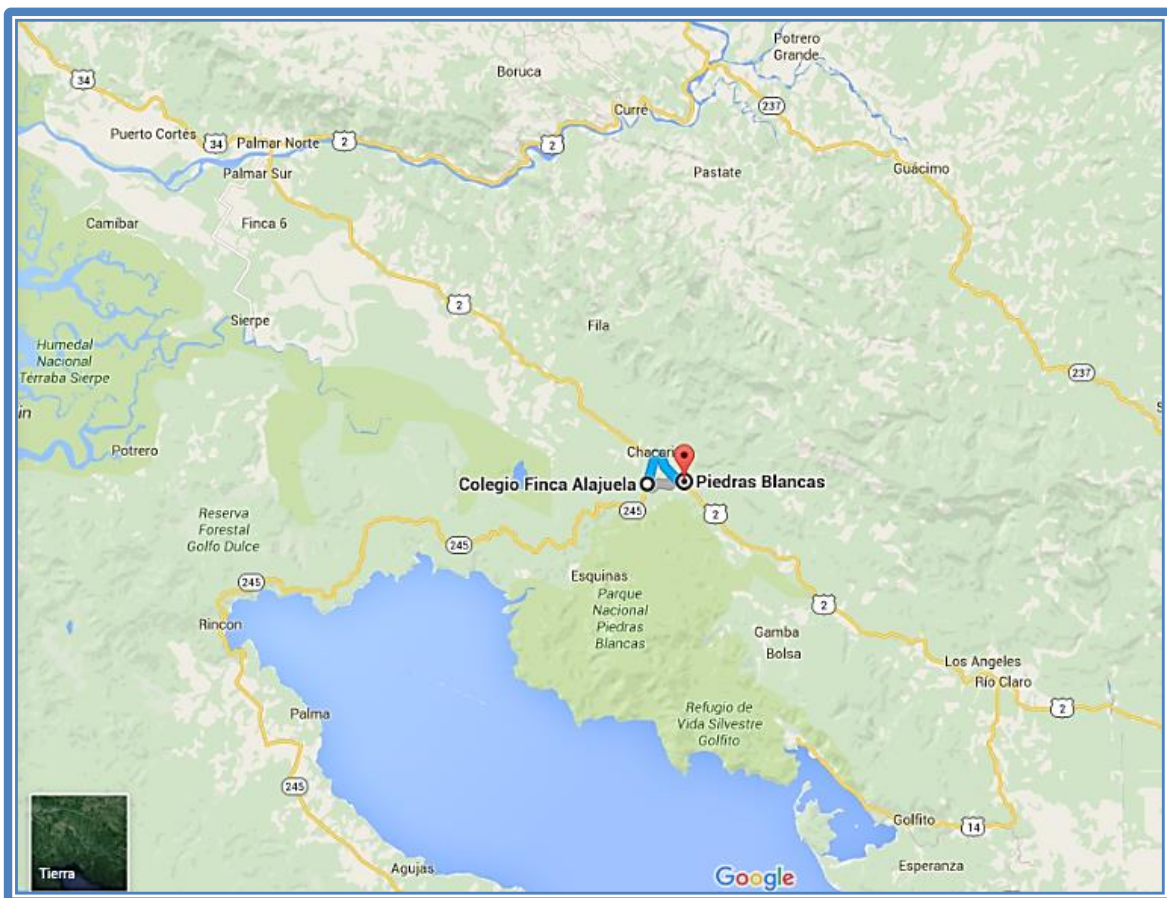 Potrero
Grande
Boruca
34
Curré
237
Puerto Cortés
34
Palmar Norte
2
2
Palmar Sur
Pastate
Guácimo
Camíbar
Finca 6
2
Sierpe
Fila
Humedal
Nacional
Térraba Sierpe
237
in
S
Potrero
Chacari
Colegio Finca Alajuela
Piedras Blancas
245
2
Reserva
Forestal
Golfo Dulce
245
Esquinas
245
Parque
Nacional
Piedras
Blancas
2
Rincon
Gamba
Bolsa
Los Angeles
Río Claro
2
Palma
Refugio de
Vida Silvestre
Golfito
245
Golfito
14
Tierra
Agujas
Google
Esperanza